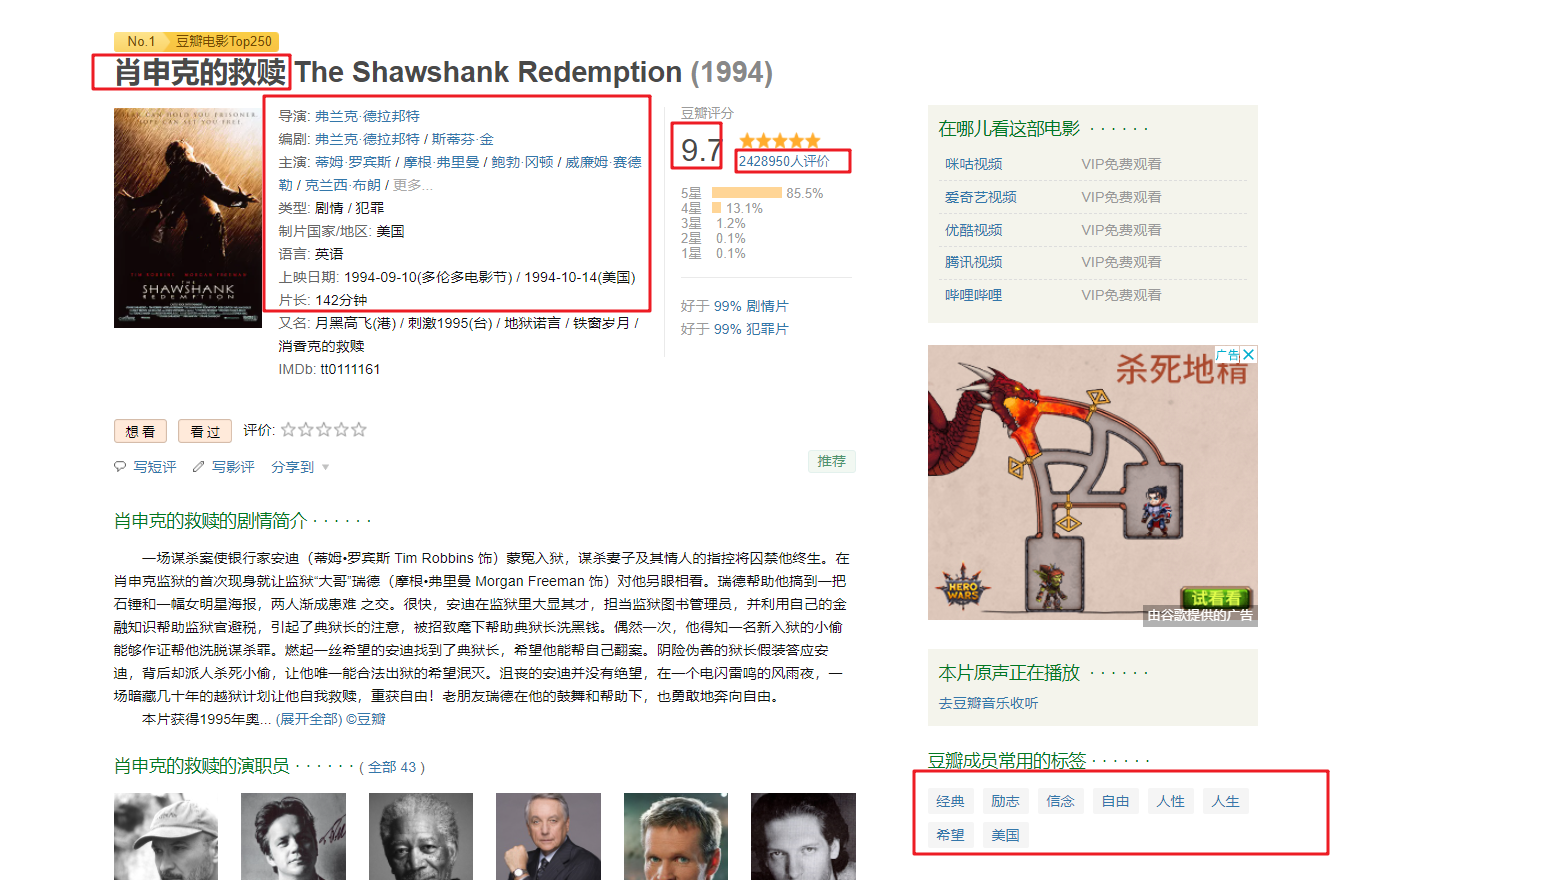 No.1 豆瓣电影Top250
肖申克的救赎 The Shawshank Redemption (1994)
FEAR CAN HOLD YOU PRISONER.
HOPE CAN SET YOU FREE.
TIM ROBBINS MORGAN FREEMAN
THE
SHAWSHANK
REDEMPTION
导演: 弗兰克·德拉邦特
编剧: 弗兰克·德拉邦特 / 斯蒂芬·金
主演: 蒂姆·罗宾斯 / 摩根·弗里曼 / 鲍勃·冈顿 / 威廉姆·赛德
勒 / 克兰西·布朗 / 更多...
类型: 剧情 / 犯罪
制片国家/地区: 美国
语言: 英语
上映日期: 1994-09-10(多伦多电影节) / 1994-10-14(美国)
片长: 142分钟
又名: 月黑高飞(港) / 刺激1995(台) / 地狱诺言 / 铁窗岁月 /
消香克的救赎
IMDb: tt0111161
豆瓣评分
9.7
2428950人评价
5星 85.5%
4星 13.1%
3星 1.2%
2星 0.1%
1星 0.1%
好于 99% 剧情片
好于 99% 犯罪片
想看 看过 评价:
写短评 写影评 分享到
推荐
肖申克的救赎的剧情简介 · · · · · ·
一场谋杀案使银行家安迪（蒂姆•罗宾斯 Tim Robbins 饰）蒙冤入狱，谋杀妻子及其情人的指控将囚禁他终生。在
肖申克监狱的首次现身就让监狱“大哥”瑞德（摩根•弗里曼 Morgan Freeman 饰）对他另眼相看。瑞德帮助他搞到一把
石锤和一幅女明星海报，两人渐成患难 之交。很快，安迪在监狱里大显其才，担当监狱图书管理员，并利用自己的金
融知识帮助监狱官避税，引起了典狱长的注意，被招致麾下帮助典狱长洗黑钱。偶然一次，他得知一名新入狱的小偷
能够作证帮他洗脱谋杀罪。燃起一丝希望的安迪找到了典狱长，希望他能帮自己翻案。阴险伪善的狱长假装答应安
迪，背后却派人杀死小偷，让他唯一能合法出狱的希望泯灭。沮丧的安迪并没有绝望，在一个电闪雷鸣的风雨夜，一
场暗藏几十年的越狱计划让他自我救赎，重获自由！老朋友瑞德在他的鼓舞和帮助下，也勇敢地奔向自由。
本片获得1995年奥... (展开全部) ©豆瓣
肖申克的救赎的演职员 · · · · · · ( 全部 43 )
在哪儿看这部电影 · · · · · ·
咪咕视频 VIP免费观看
爱奇艺视频 VIP免费观看
优酷视频 VIP免费观看
腾讯视频 VIP免费观看
哔哩哔哩 VIP免费观看
广告
杀死地精
HERO
WARS
试看看
由谷歌提供的广告
本片原声正在播放 · · · · · ·
去豆瓣音乐收听
豆瓣成员常用的标签 · · · · · ·
经典 励志 信念 自由 人性 人生
希望 美国